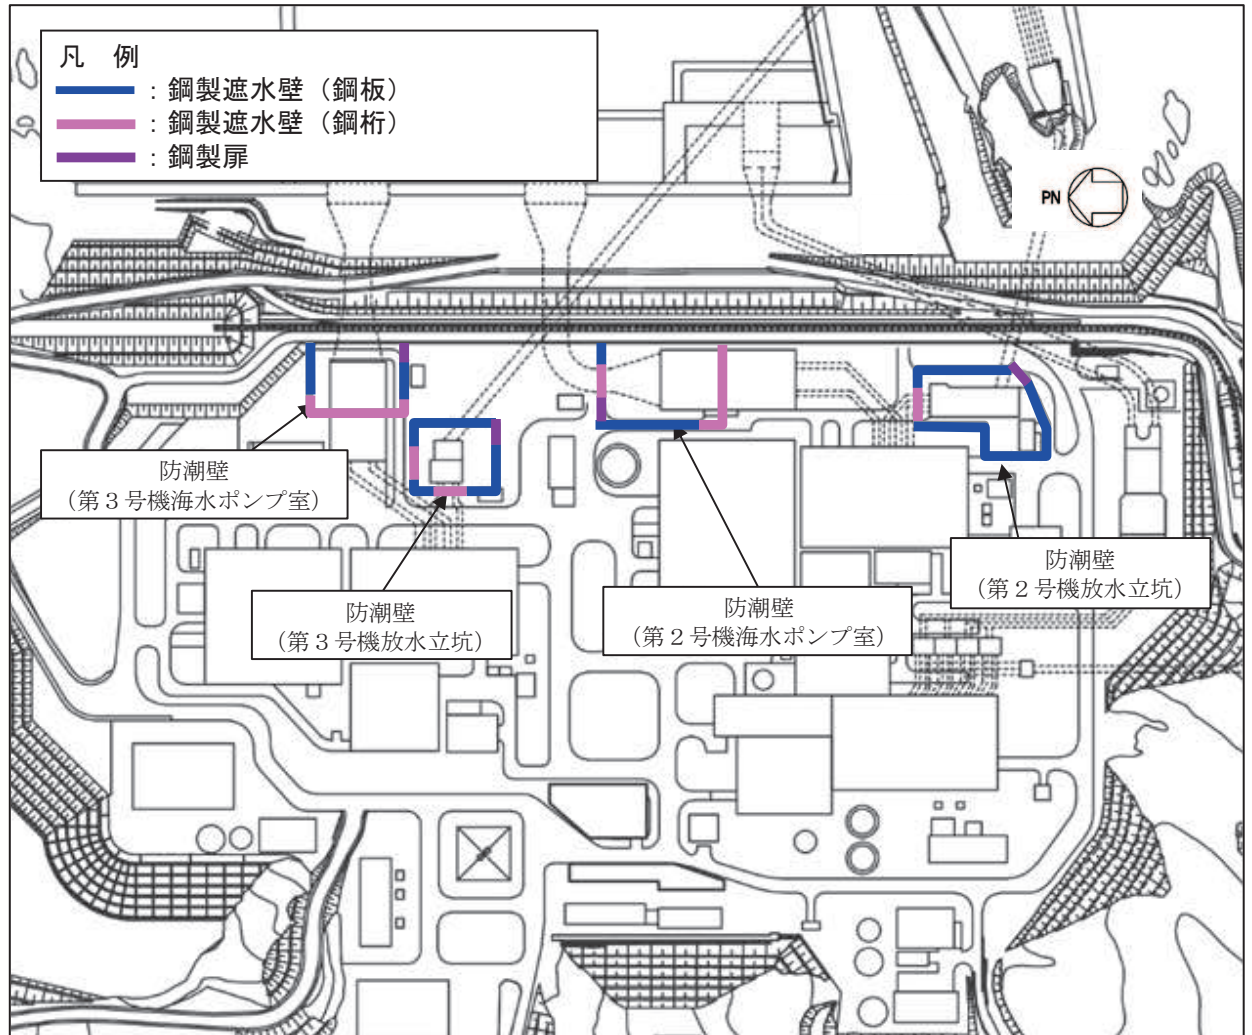 凡　例
：鋼製遮水壁（鋼板）
：鋼製遮水壁（鋼桁）
：鋼製扉
PN
防潮壁
（第３号機海水ポンプ室）
防潮壁
（第３号機放水立坑）
防潮壁
（第２号機海水ポンプ室）
防潮壁
（第２号機放水立坑）